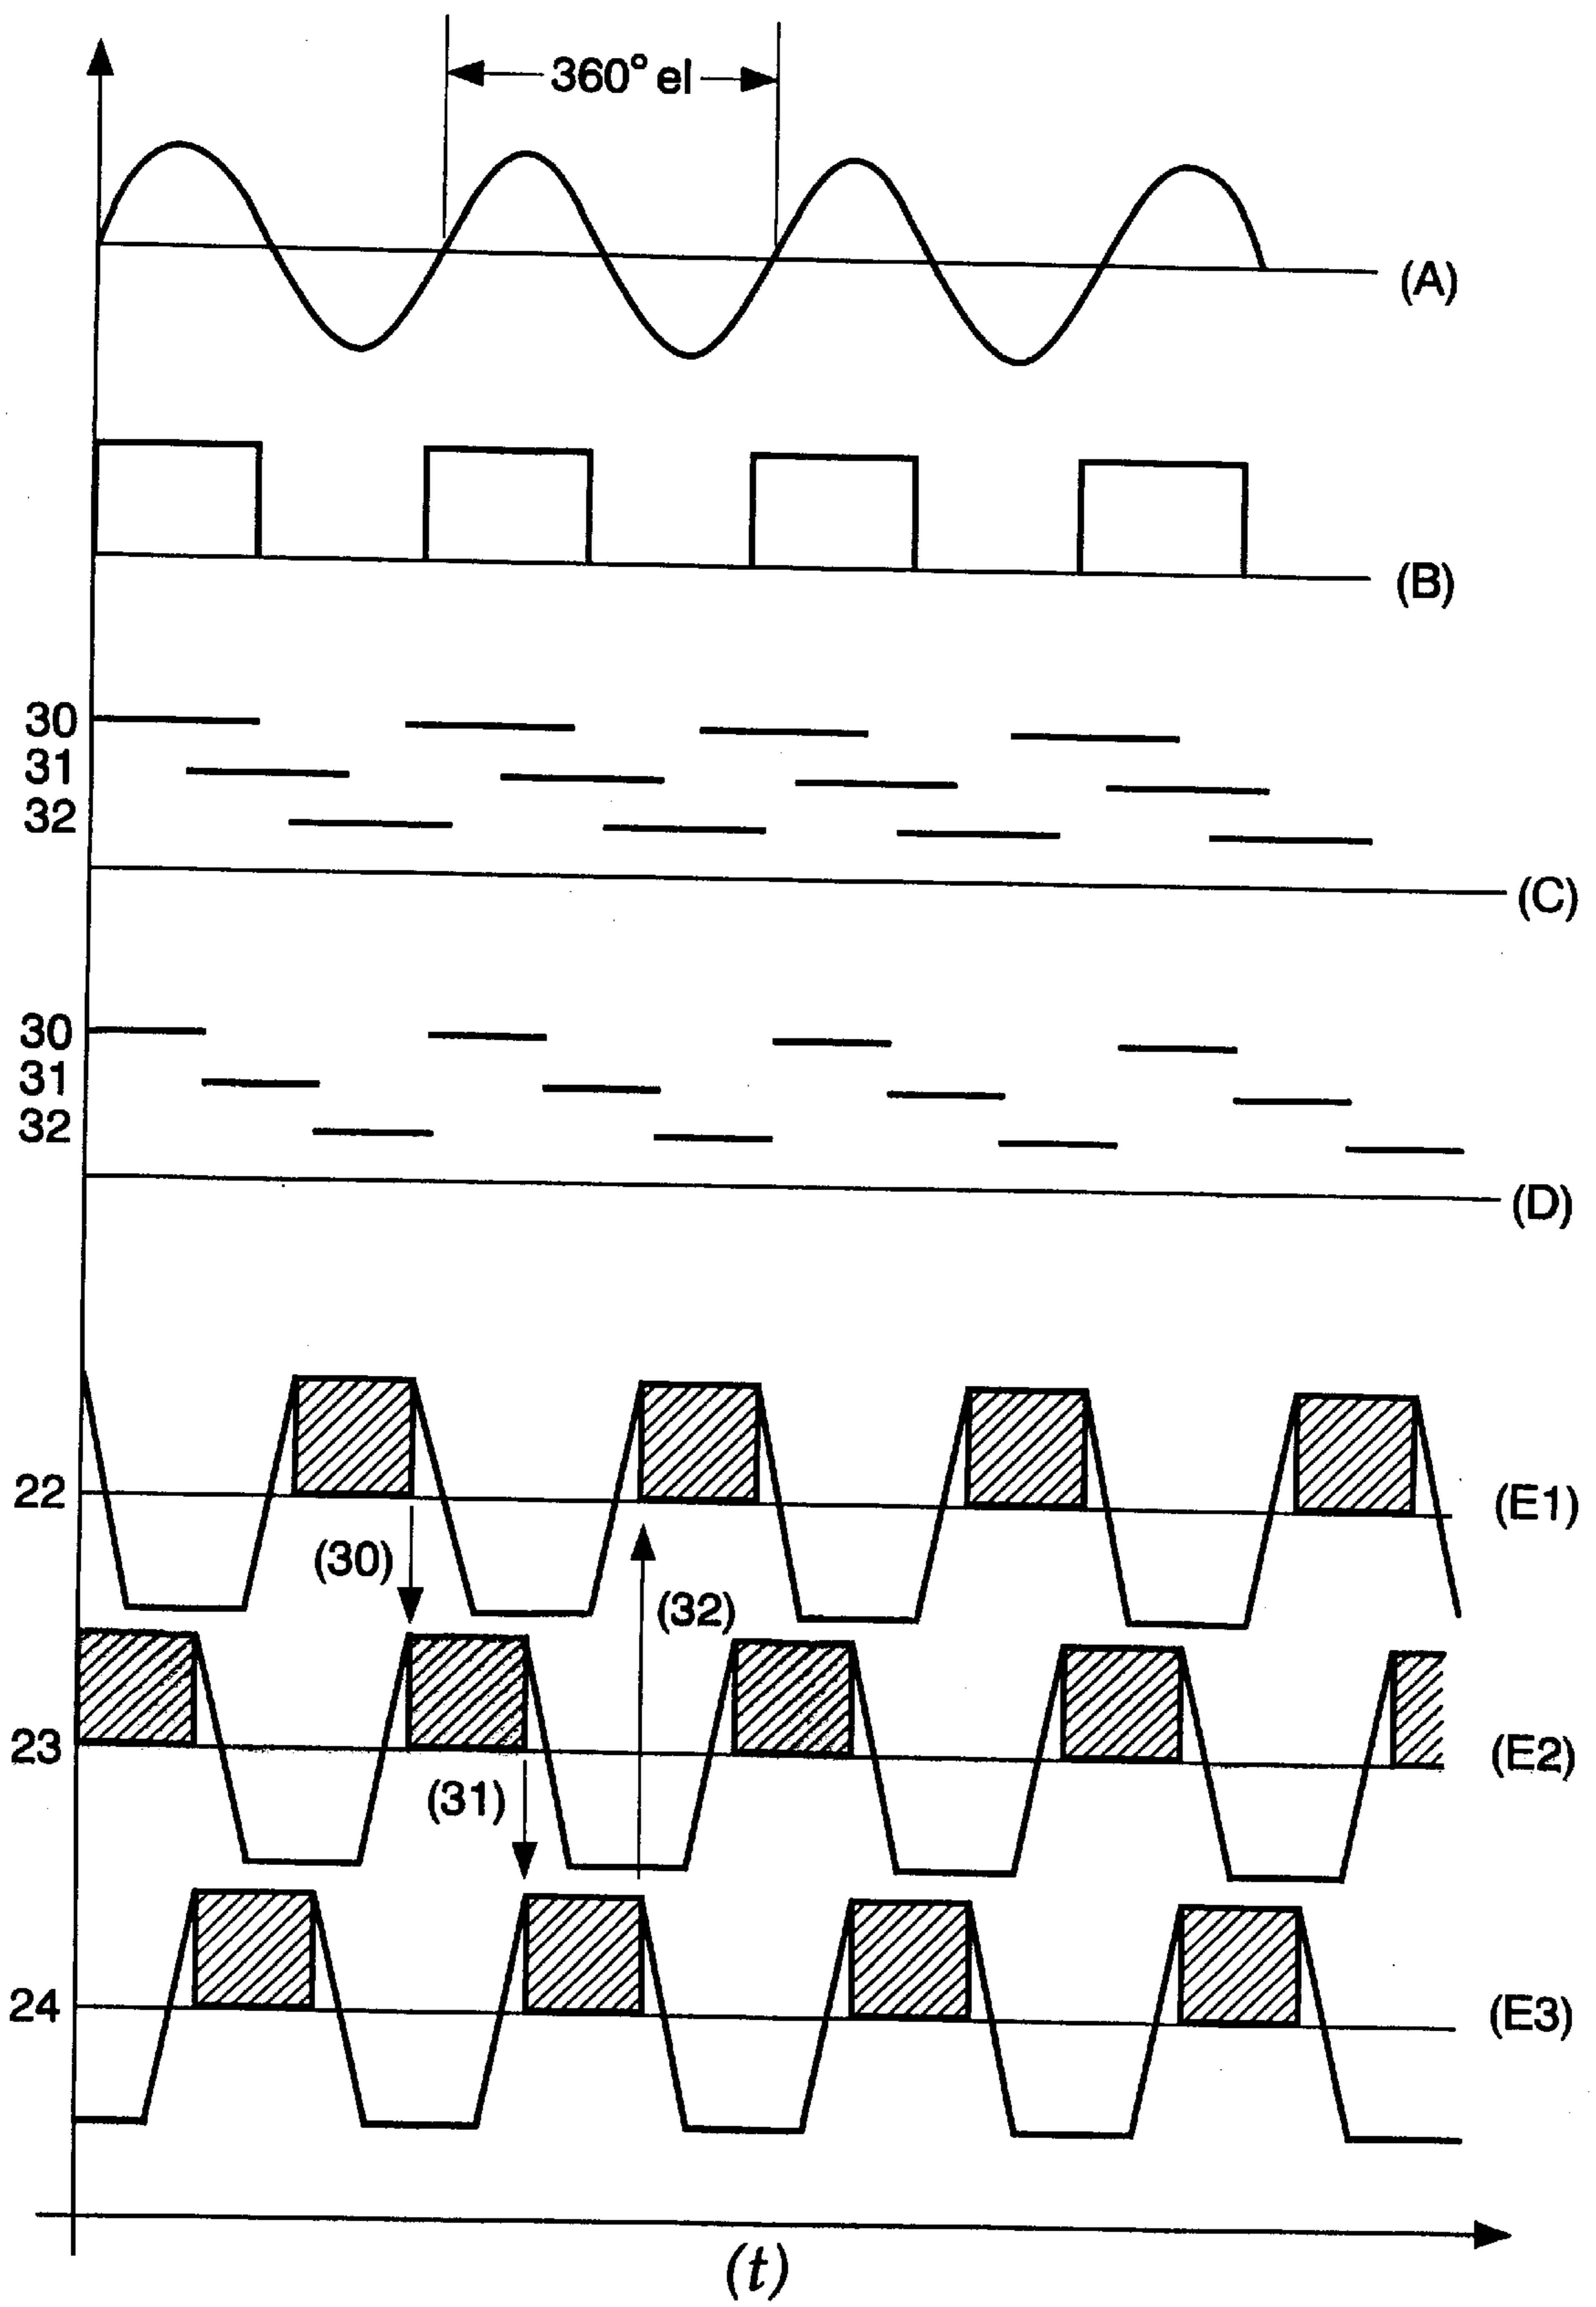 360° el
(A)
(B)
30
31
32
(C)
30
31
32
(D)
22
(E1)
(30)
(32)
23
(E2)
(31)
24
(E3)
(t)